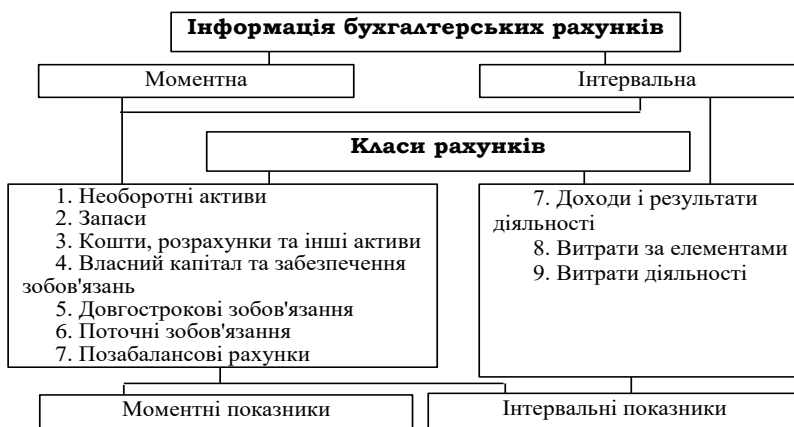 Інформація бухгалтерських рахунків
Моментна
Інтервальна
Класи рахунків
1. Необоротні активи
2. Запаси
3. Кошти, розрахунки та інші активи
4. Власний капітал та забезпечення
зобов'язань
5. Довгострокові зобов'язання
6. Поточні зобов'язання
7. Позабалансові рахунки
7. Доходи і результати
діяльності
8. Витрати за елементами
9. Витрати діяльності
Моментні показники
Інтервальні показники